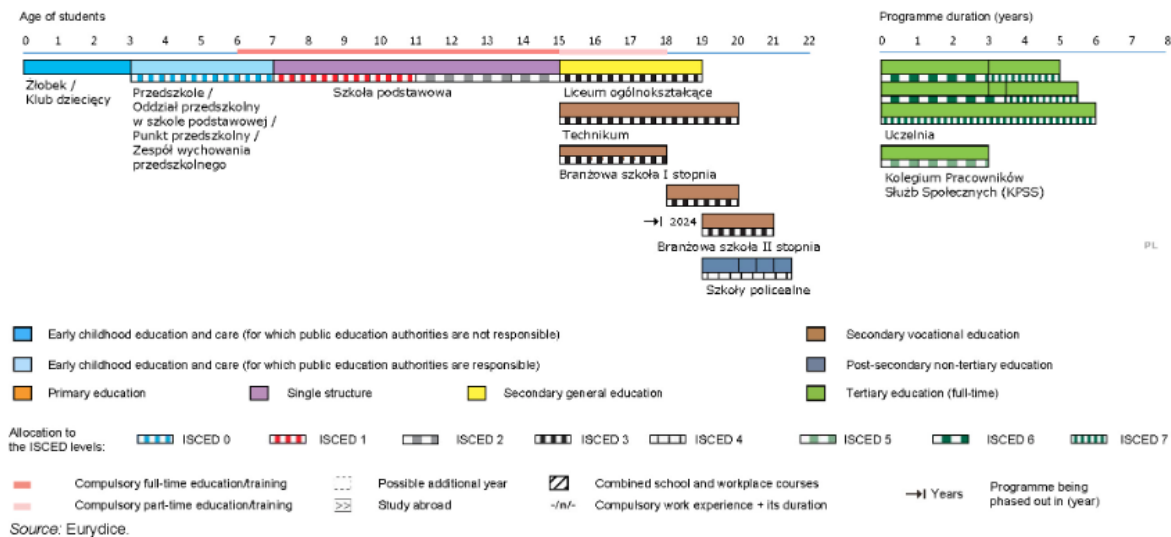 Age of students
Programme duration (years)
0 1 2 3 4 5 6 7 8 9 10 11 12 13 14 15 16 17 18 19 20 21 22
0 1 2 3 4 5 6 7 8
Żłobek /
Klub dziecięcy
Przedszkole /
Oddział przedszkolny
w szkole podstawowej /
Punkt przedszkolny /
Zespół wychowania
przedszkolnego
Szkoła podstawowa
Liceum ogólnokształcące
Technikum
Branżowa szkoła I stopnia
2024
Branżowa szkoła II stopnia
Szkoły policealne
Uczelnia
Kolegium Pracowników
Służb Społecznych (KPSS)
PL
Early childhood education and care (for which public education authorities are not responsible)
Secondary vocational education
Early childhood education and care (for which public education authorities are responsible)
Post-secondary non-tertiary education
Primary education
Single structure
Secondary general education
Tertiary education (full-time)
Allocation to
the ISCED levels:
ISCED 0
ISCED 1
ISCED 2
ISCED 3
ISCED 4
ISCED 5
ISCED 6
ISCED 7
Compulsory full-time education/training
Possible additional year
Combined school and workplace courses
Years
Programme being
phased out in (year)
Compulsory part-time education/training
>>
Study abroad
-/n/-
Compulsory work experience + its duration
Source: Eurydice.